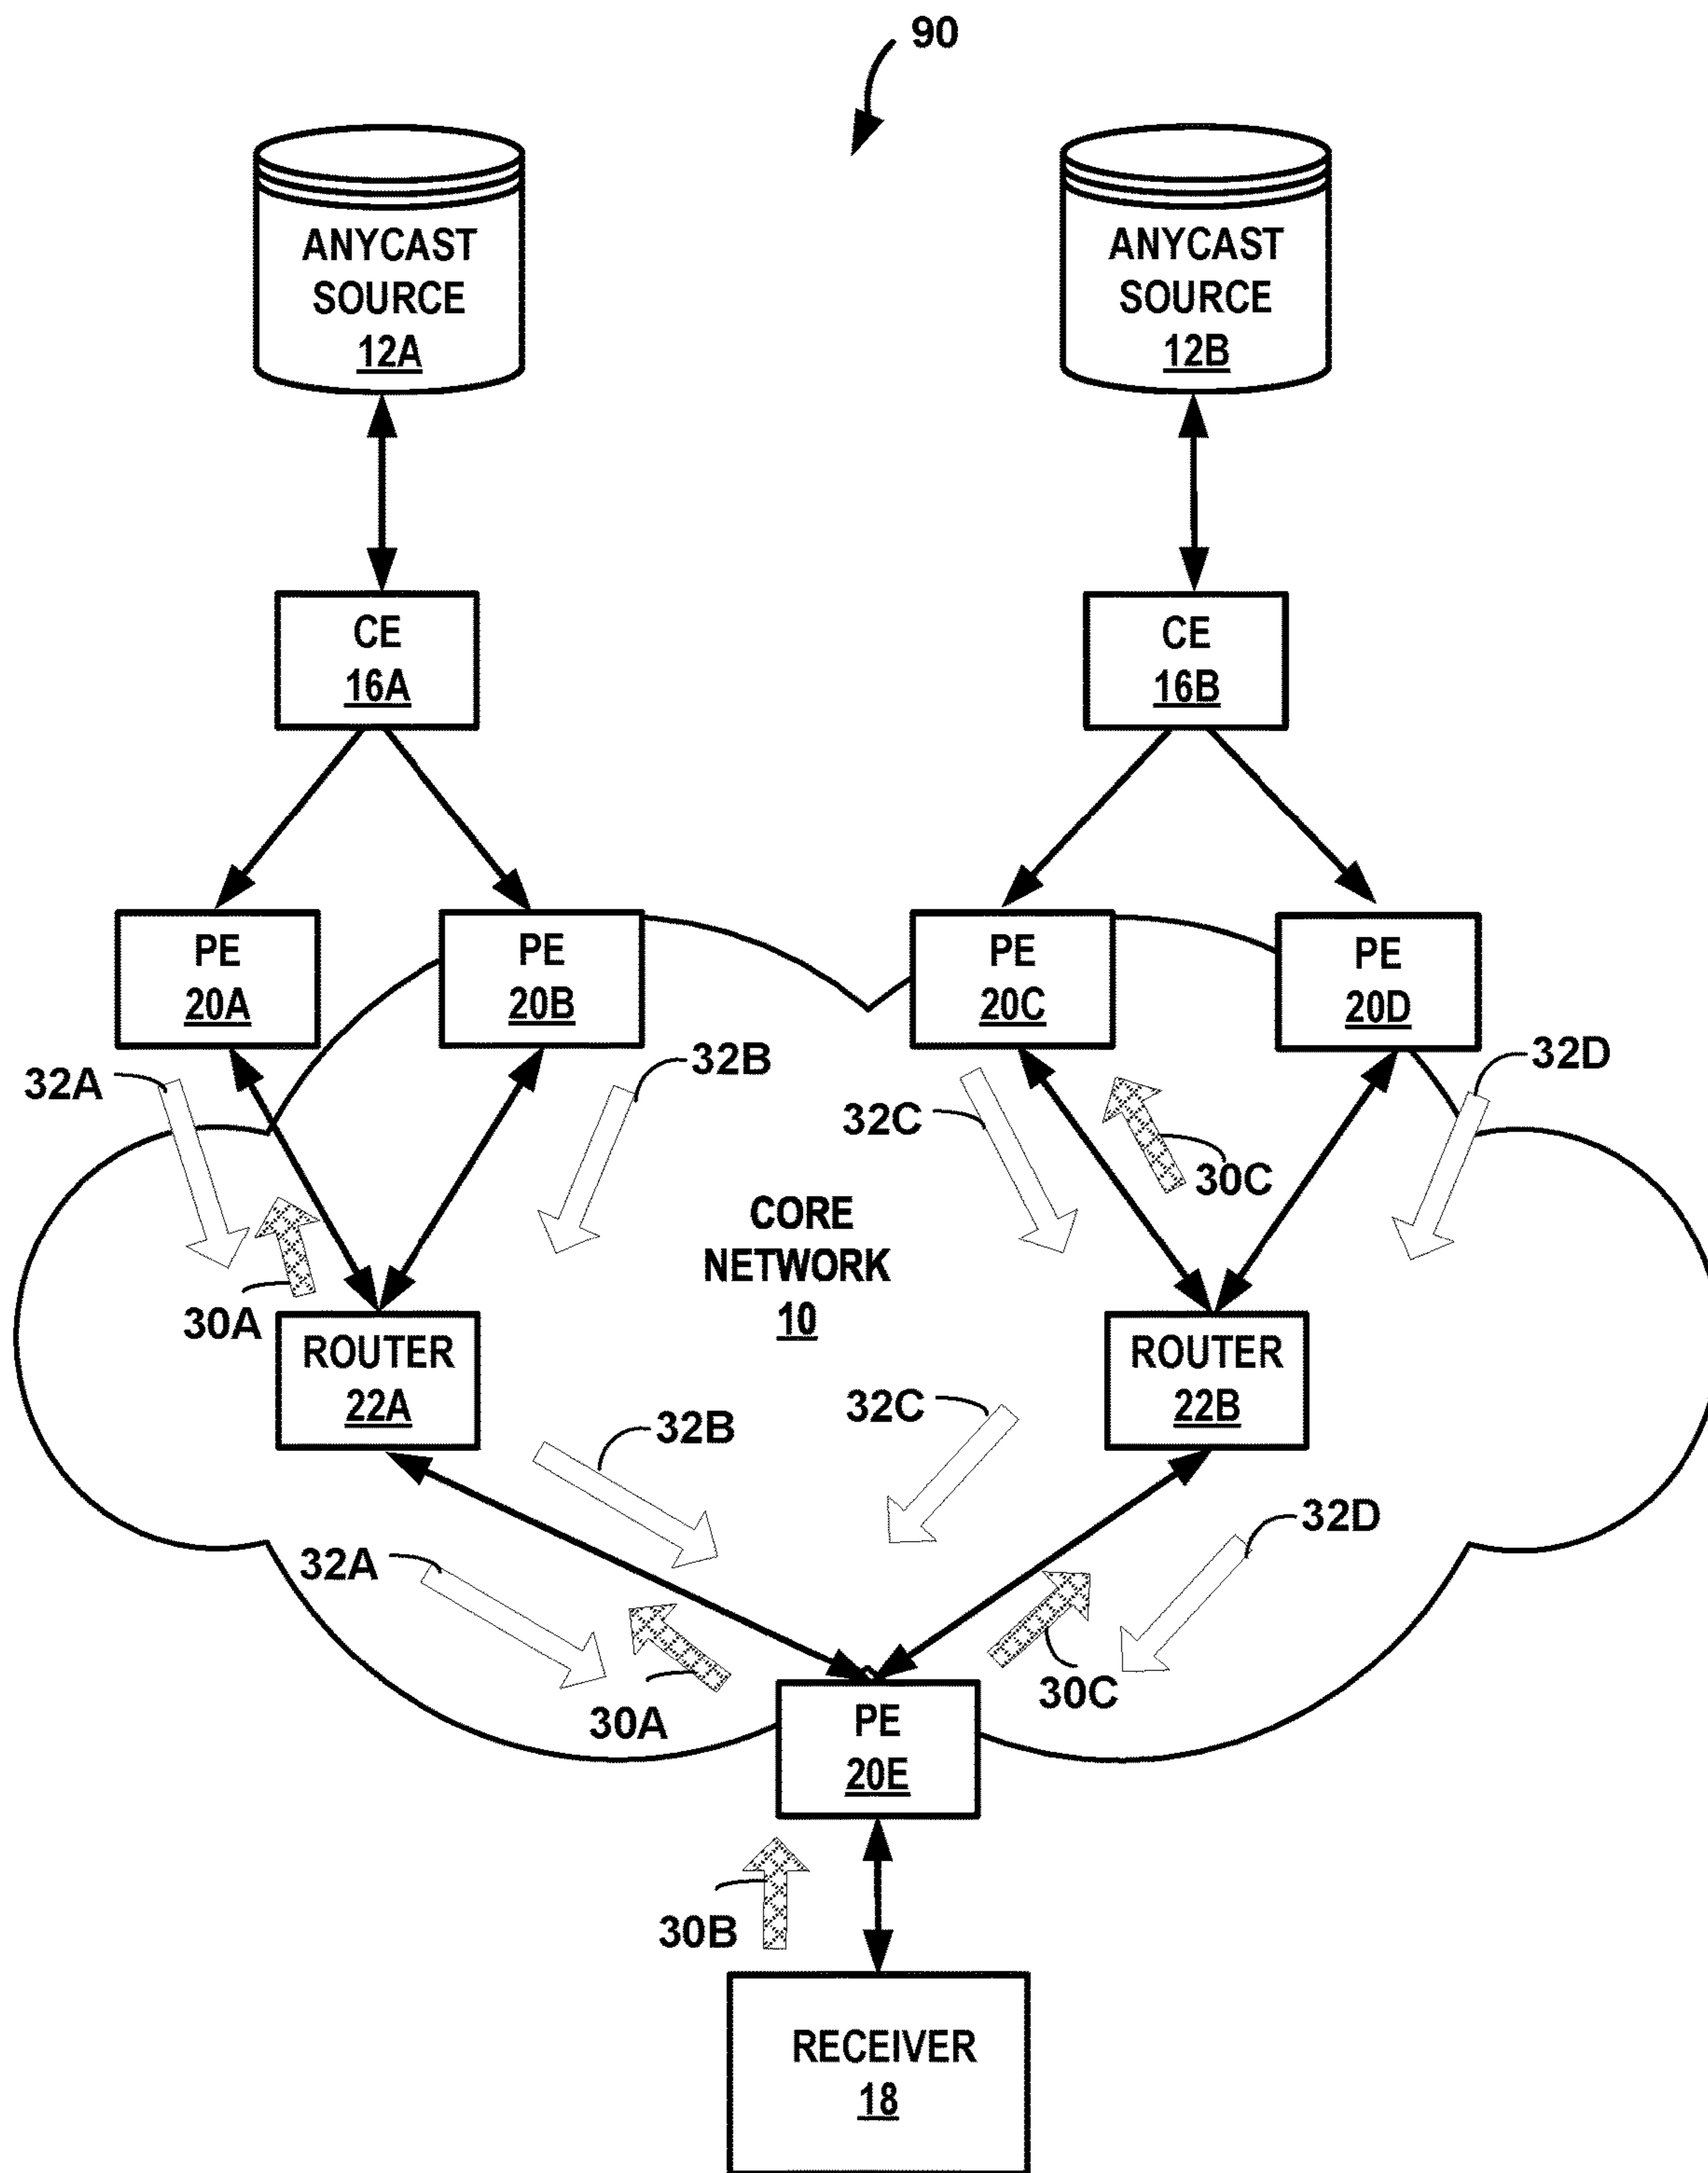 90
ANYCAST
SOURCE
12A
ANYCAST
SOURCE
12B
CE
16A
CE
16B
PE
20A
PE
20B
PE
20C
PE
20D
32A
32B
32C
32D
30C
30A
CORE
NETWORK
10
ROUTER
22A
ROUTER
22B
32B
32C
32A
32D
30A
30C
PE
20E
30B
RECEIVER
18